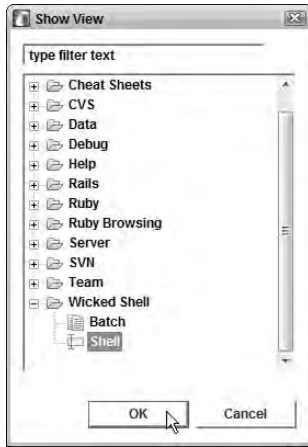 Show View
type filter text
Cheat Sheets
CVS
Data
Debug
Help
Rails
Ruby
Ruby Browsing
Server
SVN
Team
Wicked Shell
Batch
Shell
OK Cancel